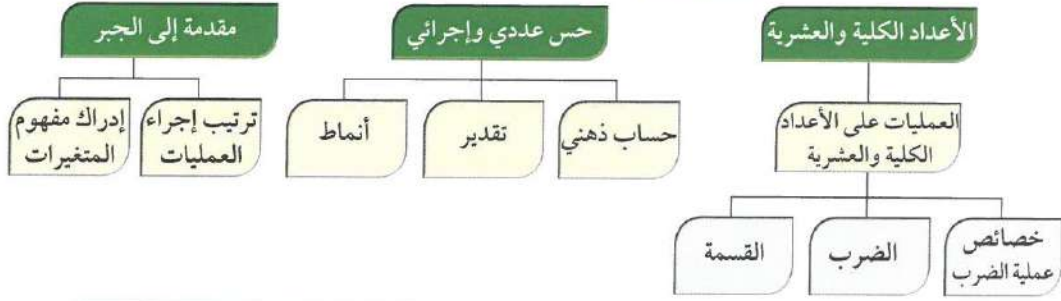 الأعداد الكلية والعشرية
العمليات على الأعداد
الكلية والعشرية
خصائص
عملية الضرب
الضرب
القسمة
حس عددي وإجرائي
حساب ذهني
تقدير
أنماط
مقدمة إلى الجبر
ترتيب إجراء
العمليات
إدراك مفهوم
المتغيرات